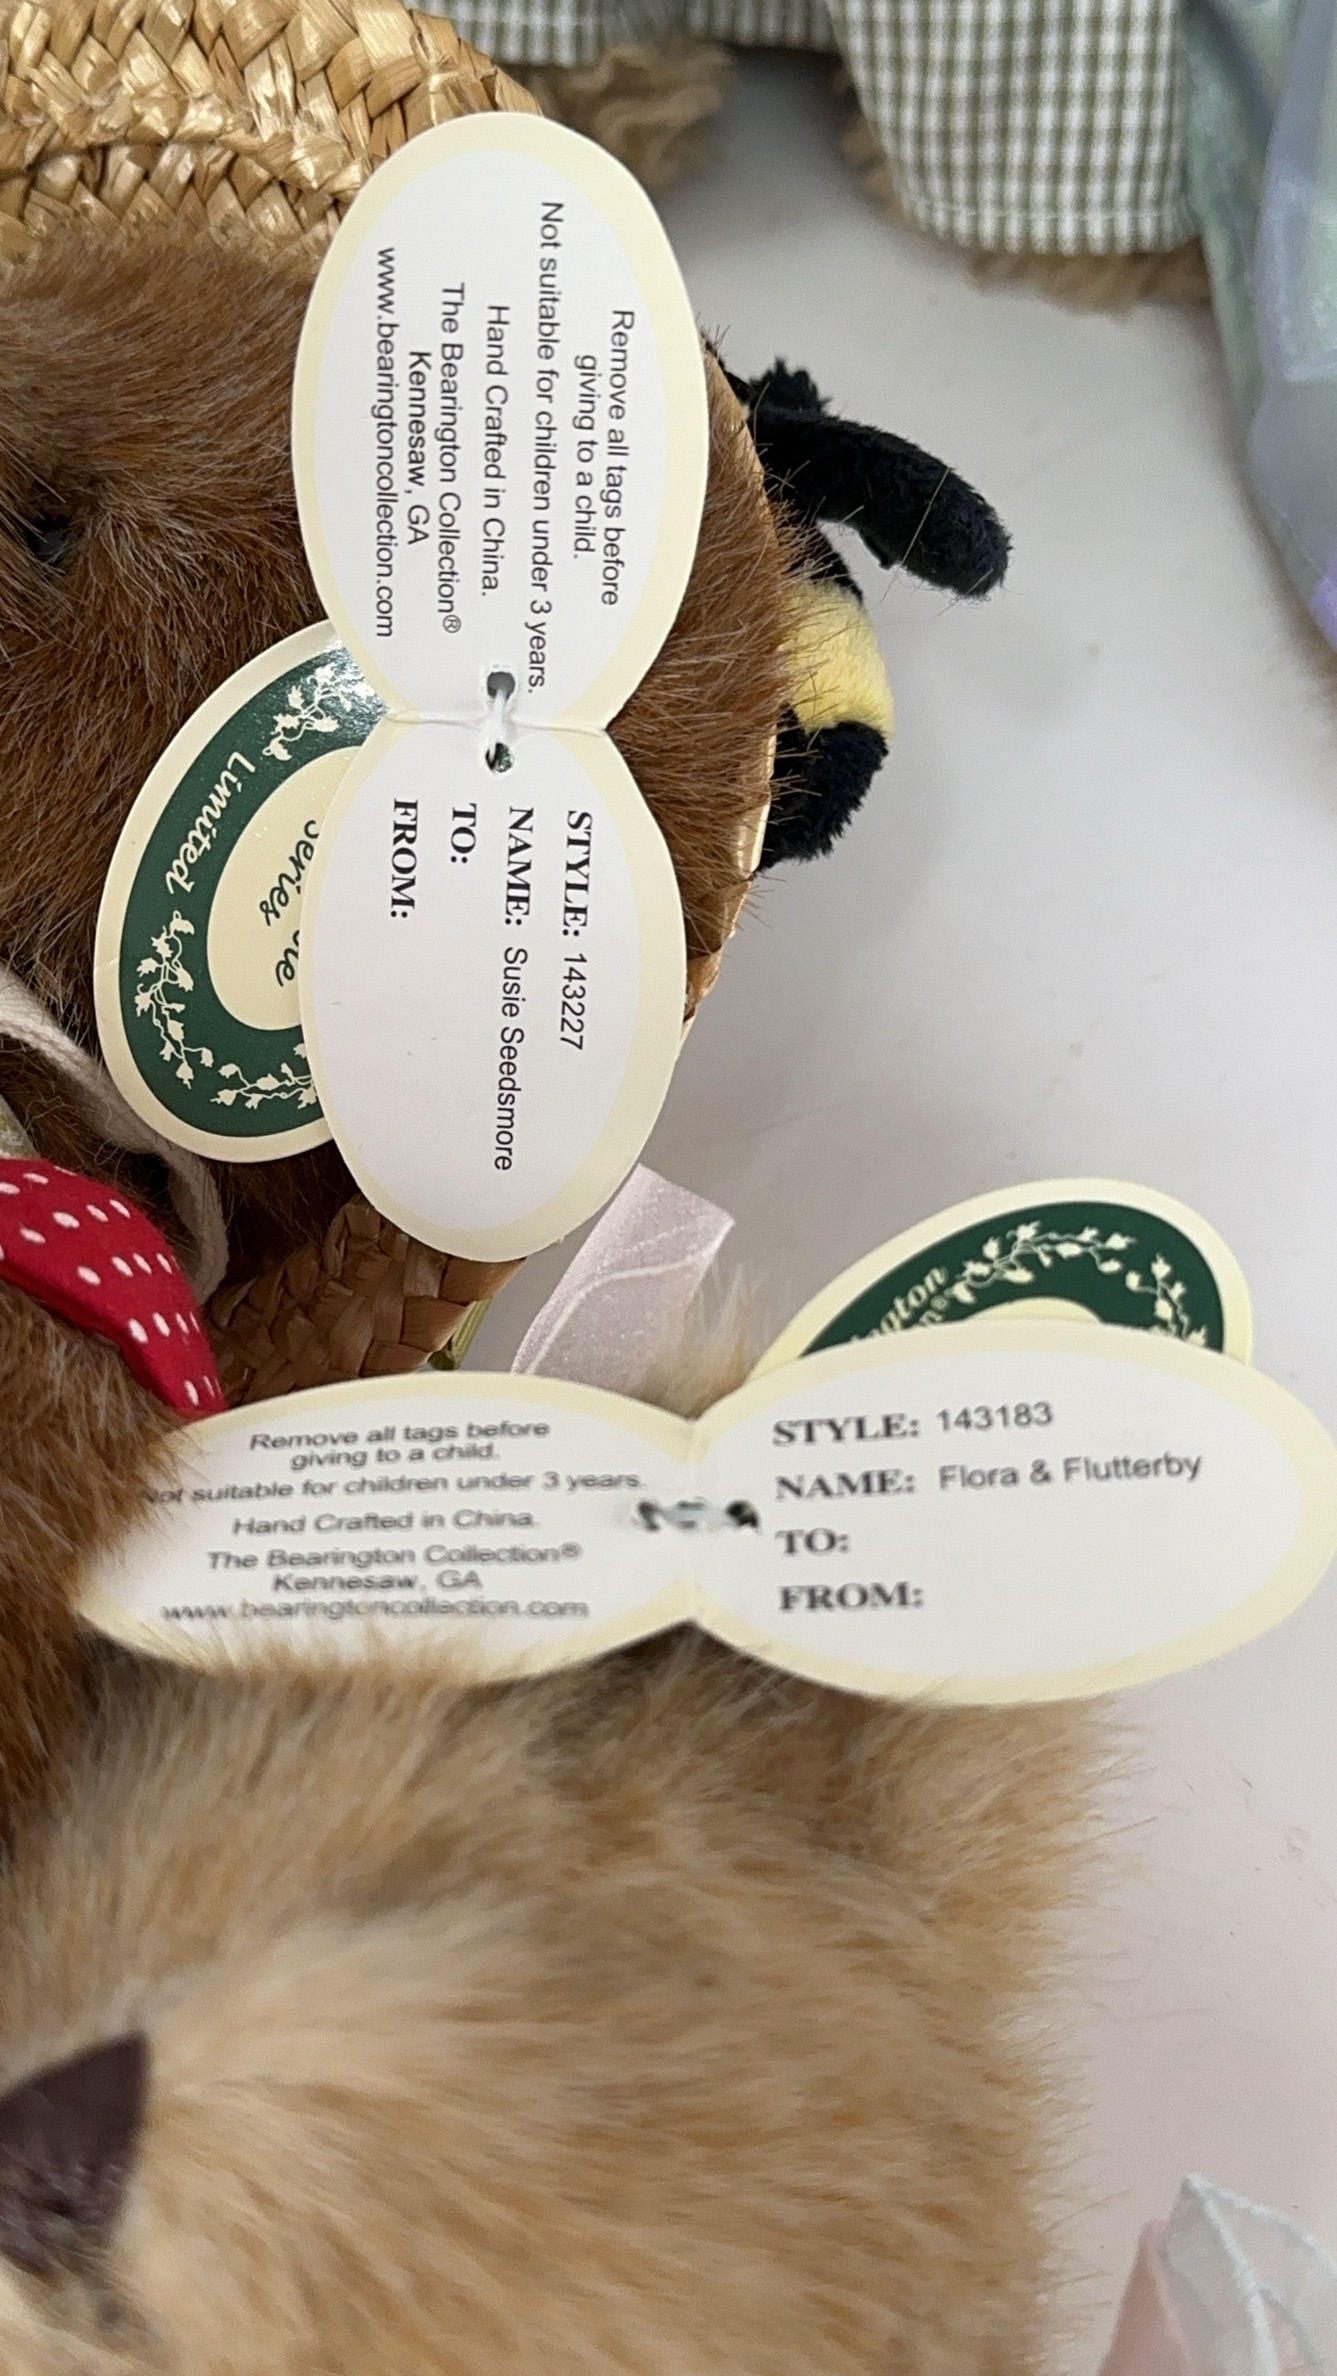 Remove all tags before
giving to a child.
Not suitable for children under 3 years.
Hand Crafted in China.
The Bearington Collection®
Kennesaw, GA
www.bearingtoncollection.com
STYLE: 143227
NAME: Susie Seedsmore
TO:
FROM:
Limited
Series
Remove all tags before
giving to a child.
Not suitable for children under 3 years.
Hand Crafted in China.
The Bearington Collection®
Kennesaw, GA
www.bearingtoncollection.com
STYLE: 143183
NAME: Flora & Flutterby
TO:
FROM: